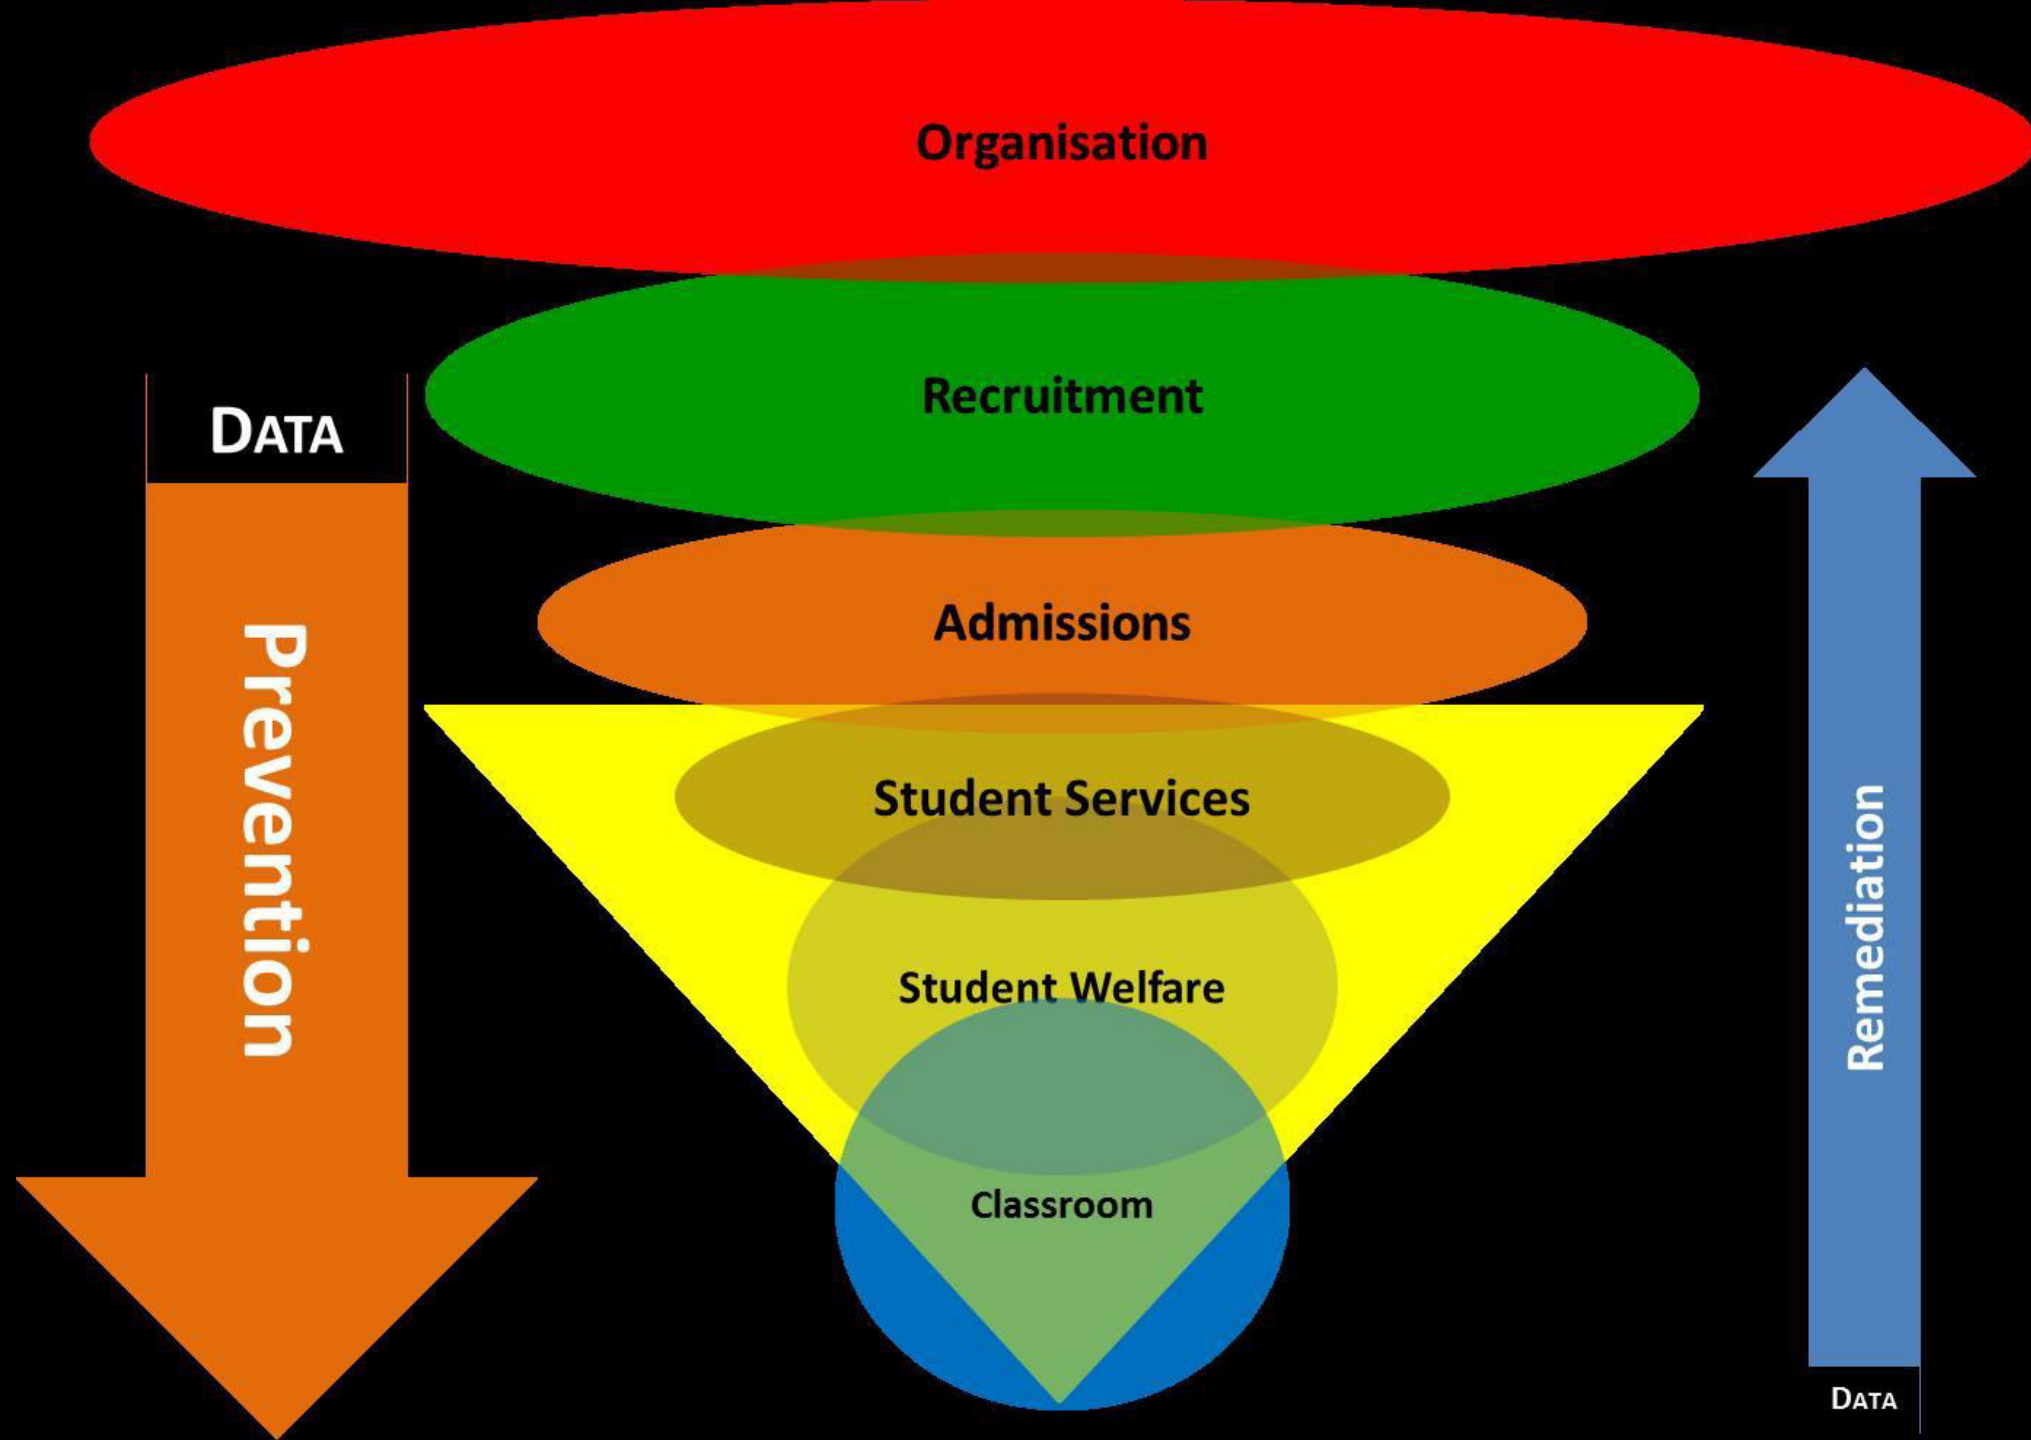 Organisation
Recruitment
DATA
Admissions
Prevention
Student Services
Student Welfare
Remediation
Classroom
DATA